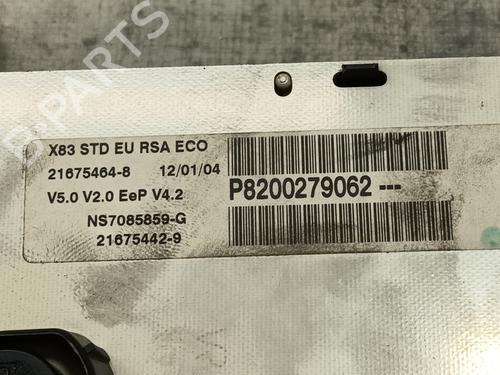 X83 STD EU RSA ECO
21675464-8 12/01/04
V5.0 V2.0 EeP V4.2
NS7085859-G
21675442-9
P8200279062 ---
B-PARTS